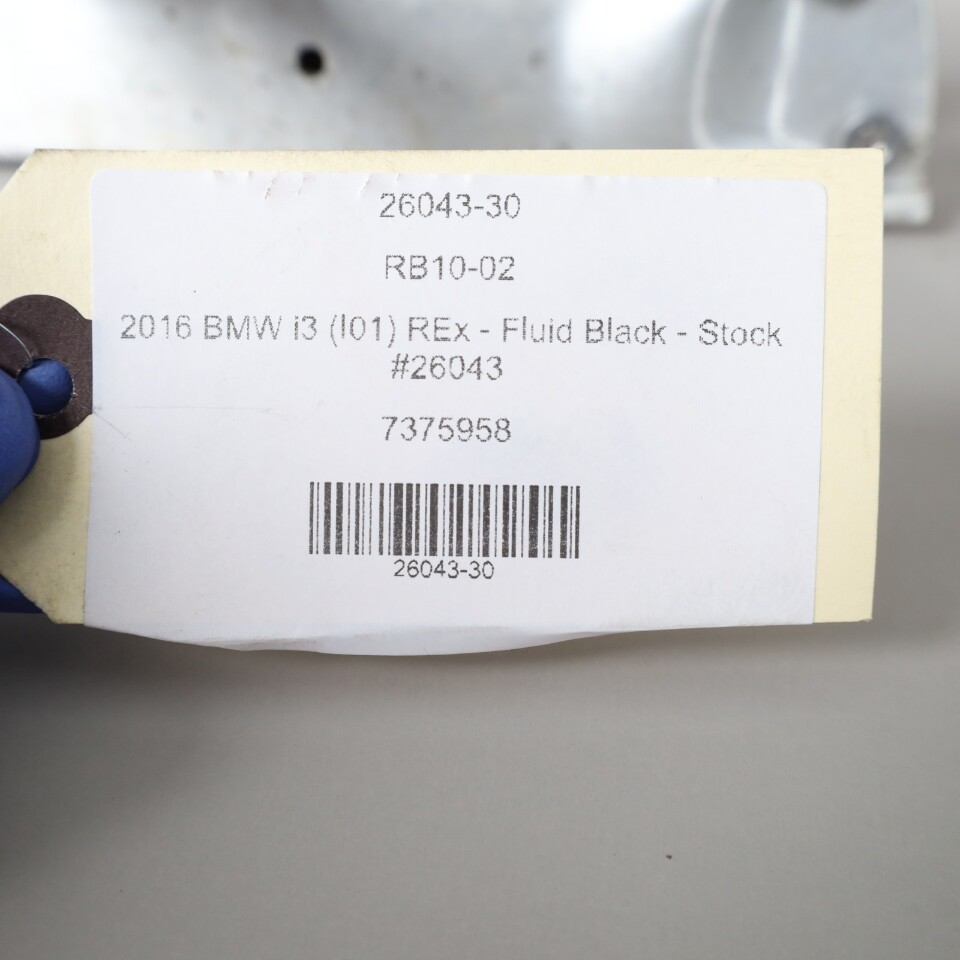 26043-30
RB10-02
2016 BMW i3 (I01) REx - Fluid Black - Stock
#26043
7375958
26043-30